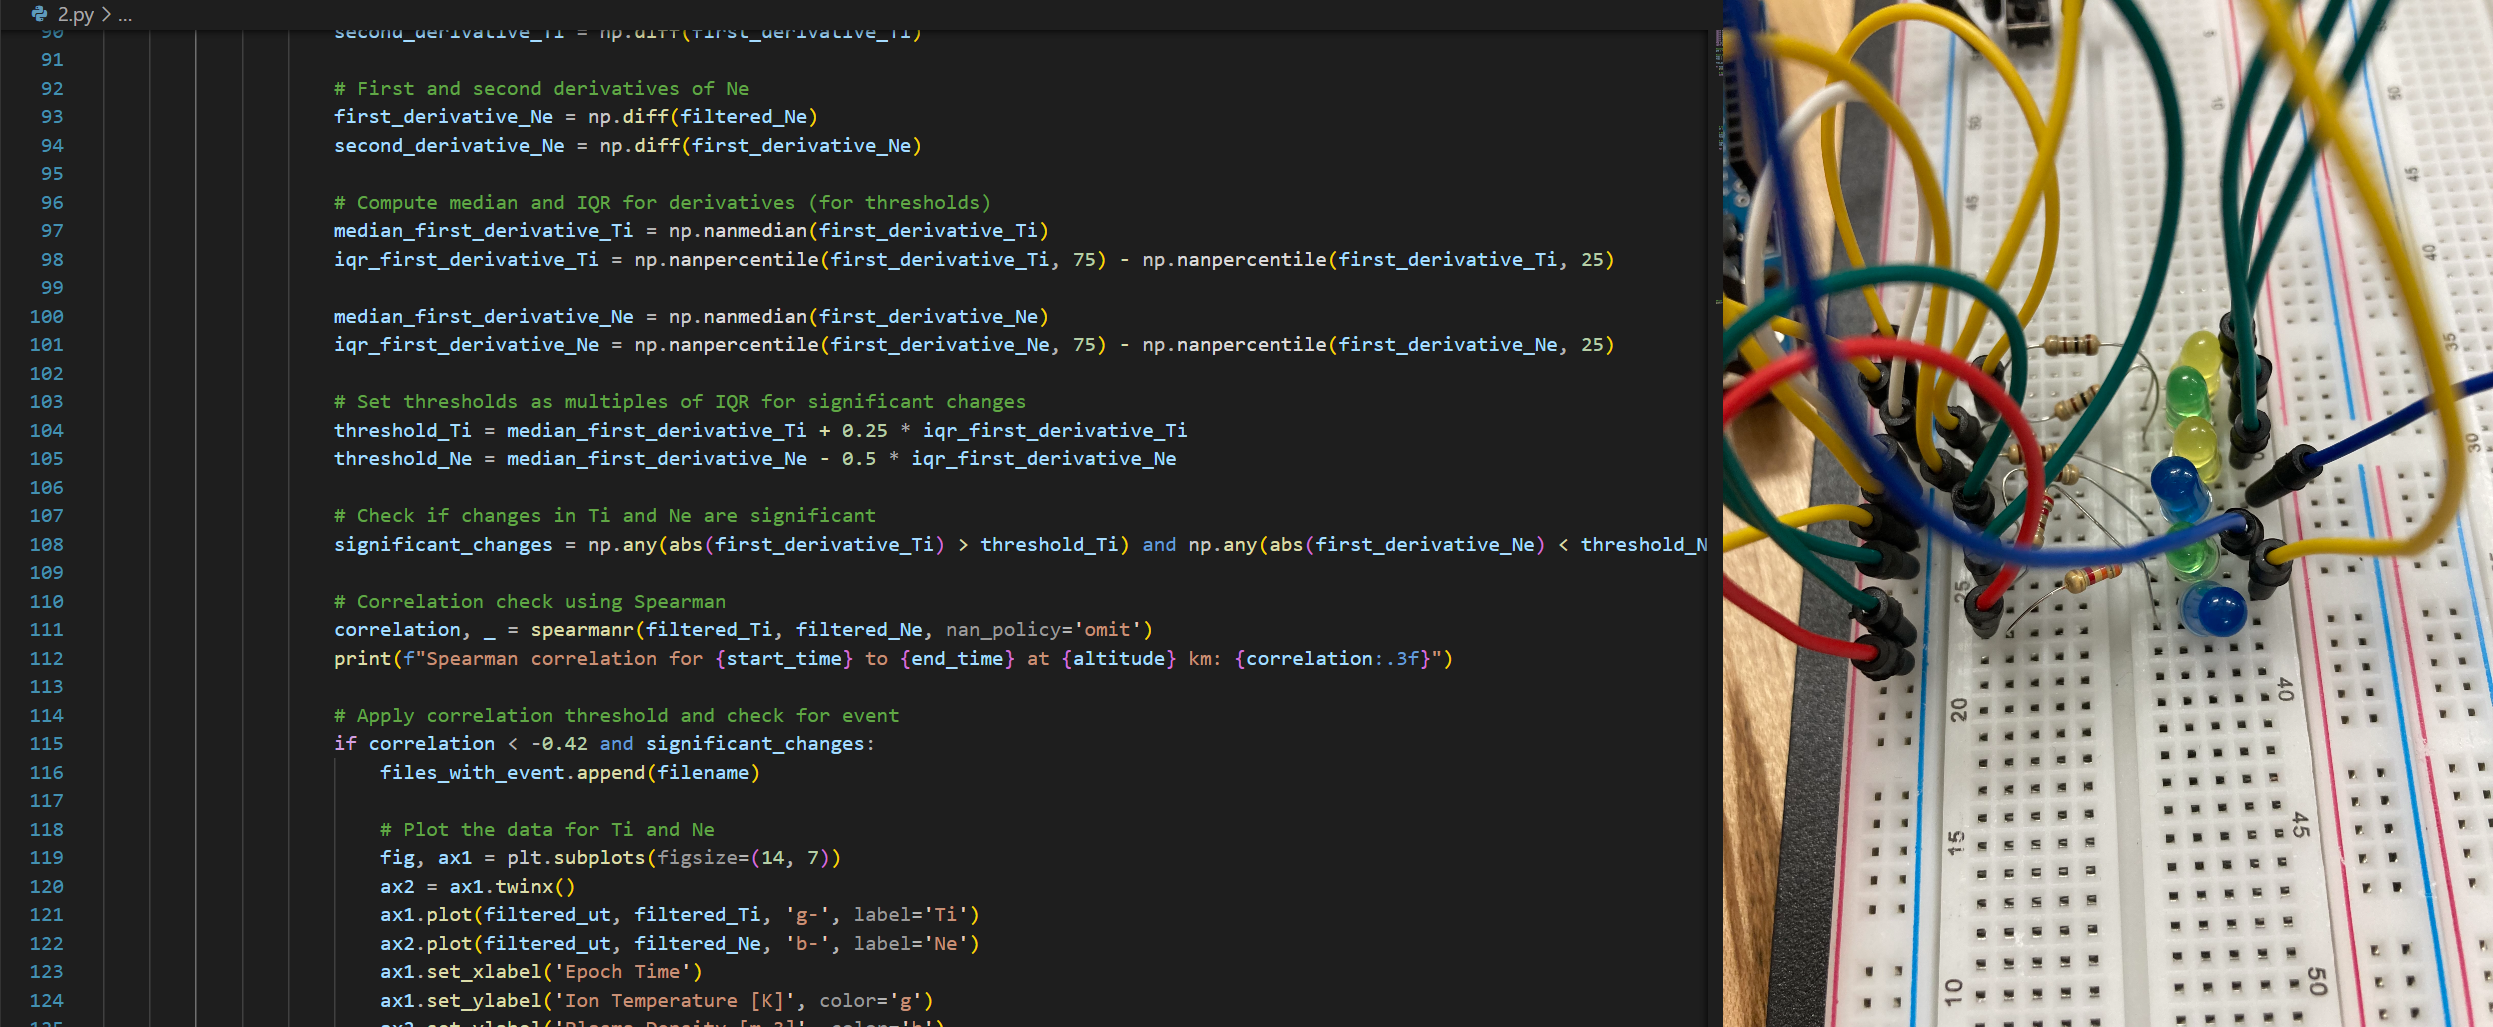 2.py > ...
90 second_derivative_Ti = np.diff(first_derivative_Ti)
91
92 # First and second derivatives of Ne
93 first_derivative_Ne = np.diff(filtered_Ne)
94 second_derivative_Ne = np.diff(first_derivative_Ne)
95
96 # Compute median and IQR for derivatives (for thresholds)
97 median_first_derivative_Ti = np.nanmedian(first_derivative_Ti)
98 iqr_first_derivative_Ti = np.nanpercentile(first_derivative_Ti, 75) - np.nanpercentile(first_derivative_Ti, 25)
99
100 median_first_derivative_Ne = np.nanmedian(first_derivative_Ne)
101 iqr_first_derivative_Ne = np.nanpercentile(first_derivative_Ne, 75) - np.nanpercentile(first_derivative_Ne, 25)
102
103 # Set thresholds as multiples of IQR for significant changes
104 threshold_Ti = median_first_derivative_Ti + 0.25 * iqr_first_derivative_Ti
105 threshold_Ne = median_first_derivative_Ne - 0.5 * iqr_first_derivative_Ne
106
107 # Check if changes in Ti and Ne are significant
108 significant_changes = np.any(abs(first_derivative_Ti) > threshold_Ti) and np.any(abs(first_derivative_Ne) < threshold_N
109
110 # Correlation check using Spearman
111 correlation, _ = spearmanr(filtered_Ti, filtered_Ne, nan_policy='omit')
112 print(f"Spearman correlation for {start_time} to {end_time} at {altitude} km: {correlation:.3f}")
113
114 # Apply correlation threshold and check for event
115 if correlation < -0.42 and significant_changes:
116 files_with_event.append(filename)
117
118 # Plot the data for Ti and Ne
119 fig, ax1 = plt.subplots(figsize=(14, 7))
120 ax2 = ax1.twinx()
121 ax1.plot(filtered_ut, filtered_Ti, 'g-', label='Ti')
122 ax2.plot(filtered_ut, filtered_Ne, 'b-', label='Ne')
123 ax1.set_xlabel('Epoch Time')
124 ax1.set_ylabel('Ion Temperature [K]', color='g')
45
45
40
35
30
25
20
15
10
40
45
50